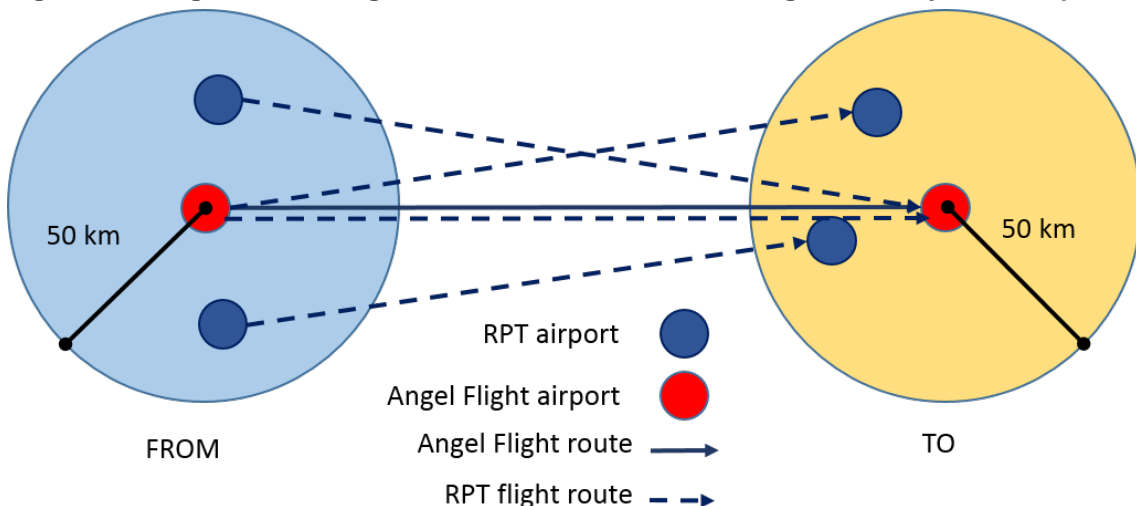 50 km
50 km
RPT airport
Angel Flight airport
FROM
Angel Flight route
TO
RPT flight route